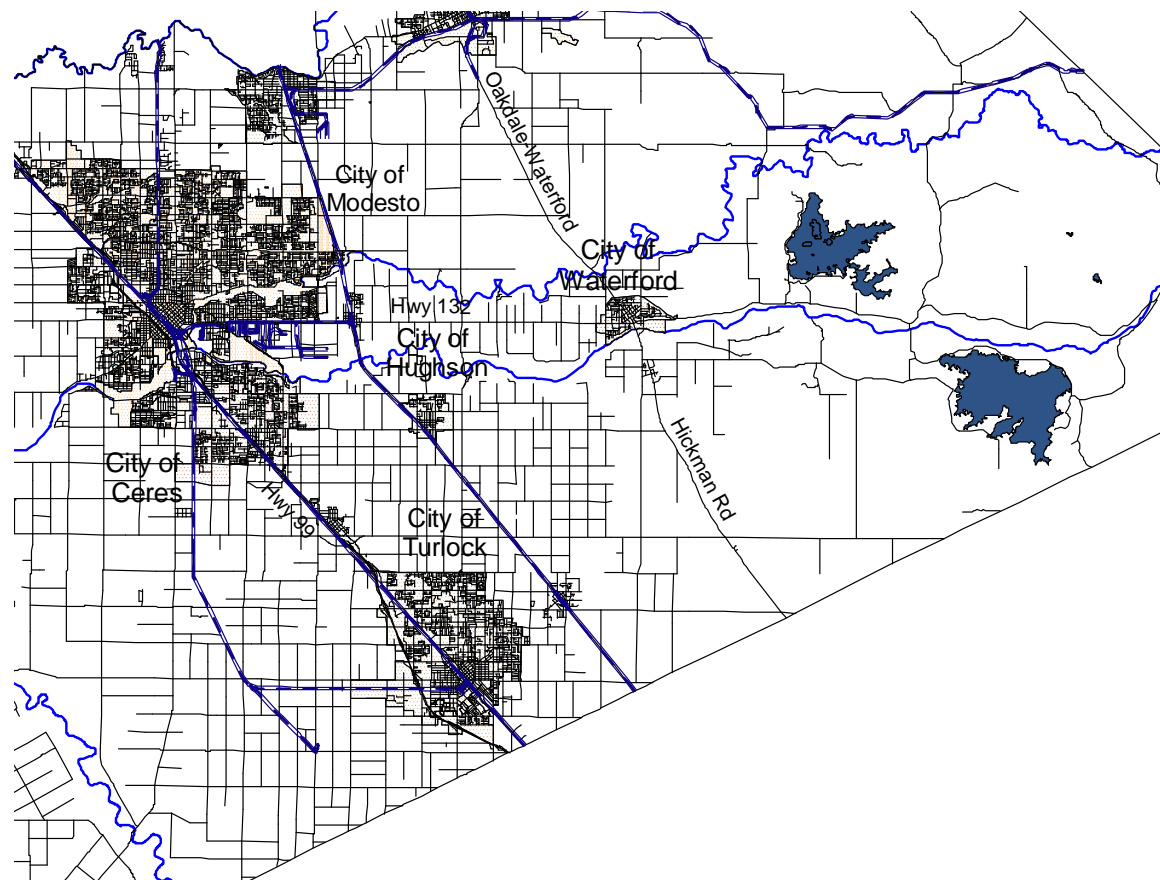 Oakdale-Waterford
City of
Modesto
City of
Waterford
Hwy 132
City of
Hughson
Hickman Rd
City of
Ceres
Hwy 99
City of
Turlock